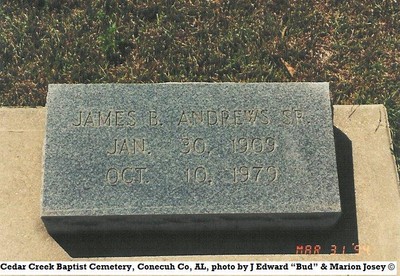 JAMES B. ANDREWS SR.
JAN. 30, 1909
OCT. 10, 1979
MAR 31 '94
Cedar Creek Baptist Cemetery, Conecuh Co, AL, photo by J Edward “Bud” & Marion Josey ©